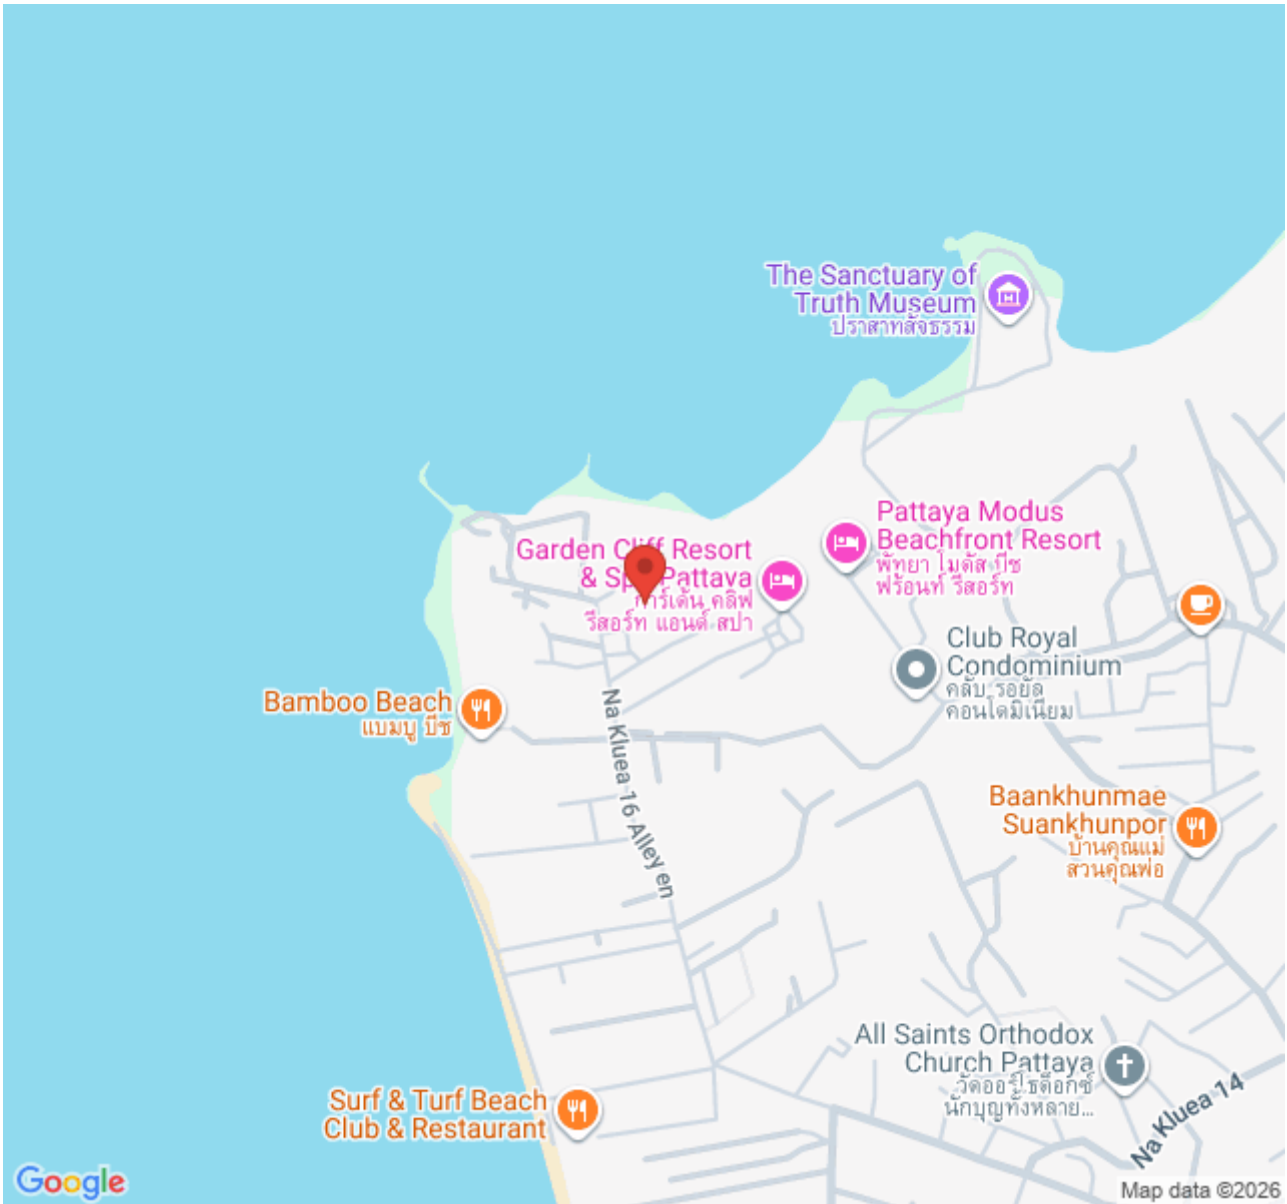 The Sanctuary of
Truth Museum
ปราสาทสัจธรรม
Pattaya Modus
Beachfront Resort
พัทยา โมดัส บีช
ฟร้อนท์ รีสอร์ท
Garden Cliff Resort
& Spa Pattaya
การ์เด้น คลิฟ
รีสอร์ท แอนด์ สปา
Club Royal
Condominium
คลับ รอยัล
คอนโดมิเนียม
Bamboo Beach
แบมบู บีช
Na Kluea 16 Alley en
Baankhunmae
Suankhunpor
บ้านคุณแม่
สวนคุณพ่อ
All Saints Orthodox
Church Pattaya
วัดออร์โธด็อกซ์
นักบุญทั้งหลาย...
Na Kluea 14
Surf & Turf Beach
Club & Restaurant
Google
Map data ©2026